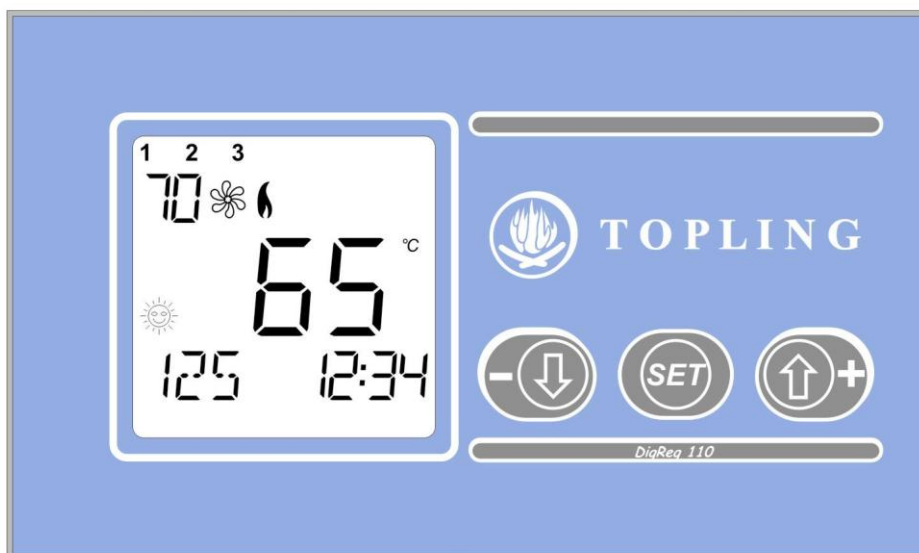 1 2 3
70
65 °C
125 12:34
TOPLING
- SET +
DigReg 110